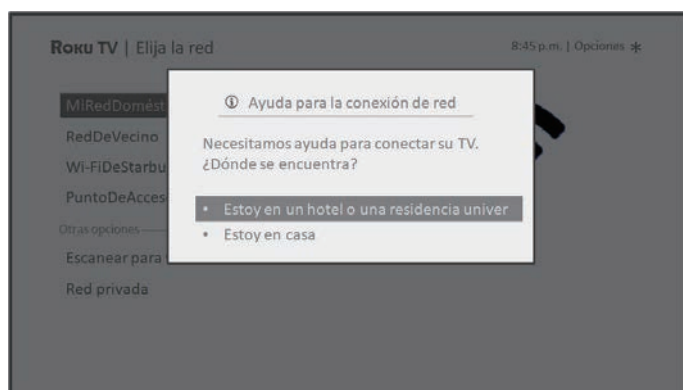 Roku TV | Elija la red
8:45 p.m. | Opciones ∗
MiRedDomést
RedDeVecino
Wi-FiDeStarbu
PuntoDeAcces
Otras opciones
Escanear para
Red privada
ⓘ Ayuda para la conexión de red
Necesitamos ayuda para conectar su TV.
¿Dónde se encuentra?
• Estoy en un hotel o una residencia univer
• Estoy en casa